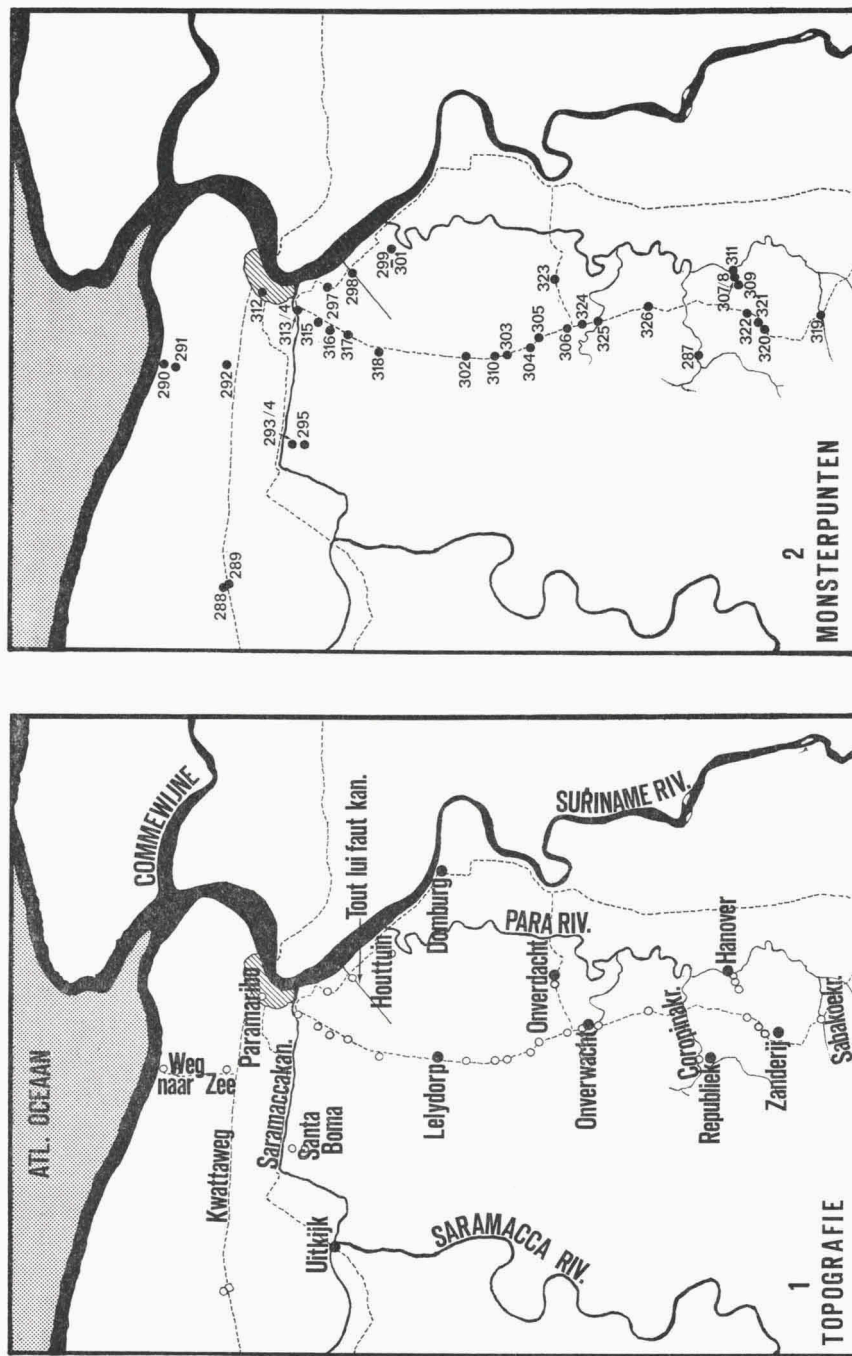 ATL. OCEAAN
COMMEWIJNE
Weg
naar Zee
Kwattaweg
Paramaribo
Saramaccakan.
Santa
Boma
Uitkijk
Tout lui faut kan.
Houttuin
Domburg
Lelydorp
PARA RIV.
SURINAME RIV.
SARAMACCA RIV.
Onverdacht
Onverwacht
Coropinakr.
Republiek
Hanover
Zanderij
Sabakoekr.
1
TOPOGRAFIE
290
291
292
288
289
312
313/4
293/4
295
315
316
317
318
297
298
299
301
302
310
303
304
305
306
323
324
325
326
287
307/8
311
309
322
321
320
319
2
MONSTERPUNTEN